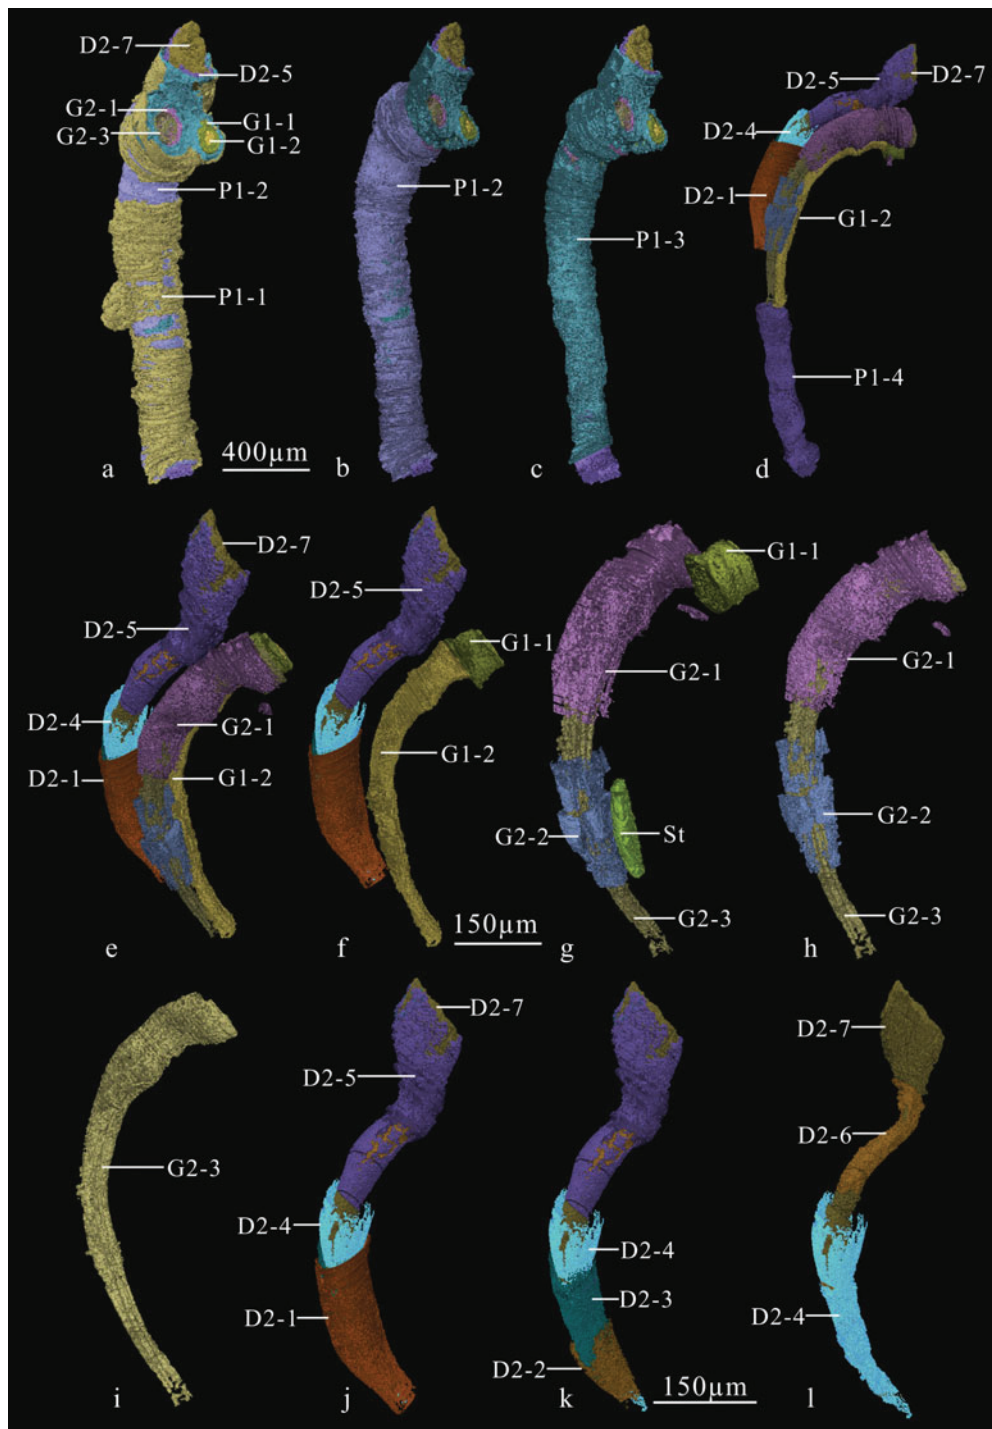 D2-7
D2-5
G2-1
G2-3
G1-1
G1-2
P1-2
P1-1
a
400μm
P1-2
b
P1-3
c
D2-5
D2-7
D2-4
D2-1
G1-2
P1-4
d
D2-7
D2-5
D2-4
G2-1
D2-1
G1-2
e
D2-5
G1-1
G1-2
f
150μm
G1-1
G2-1
G2-2
St
G2-3
g
G2-1
G2-2
G2-3
h
G2-3
i
D2-7
D2-5
D2-4
D2-1
j
D2-4
D2-3
D2-2
k
150μm
D2-7
D2-6
D2-4
l